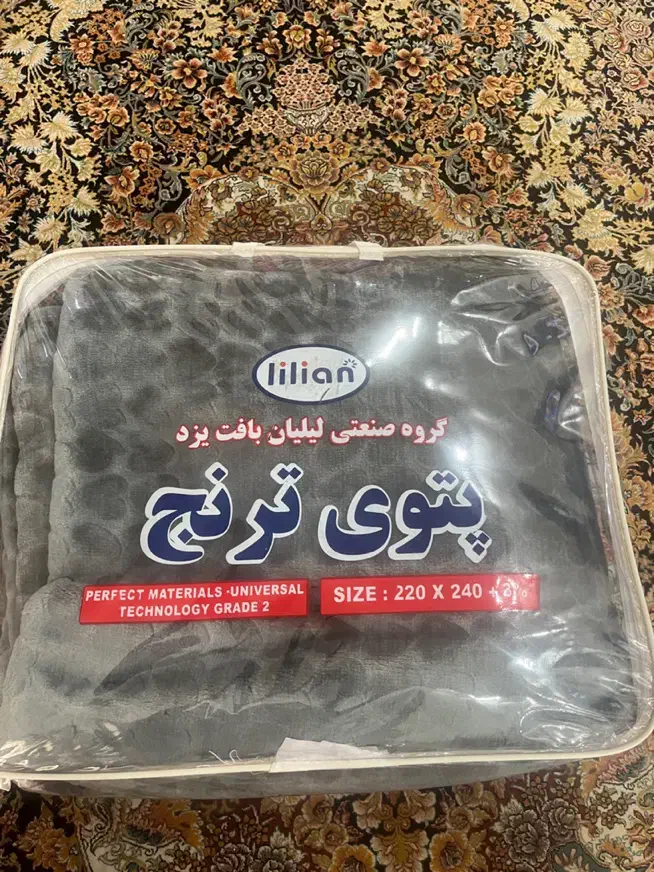 lilian
گروه صنعتی لیلیان بافت یزد
پتوی ترنج
PERFECT MATERIALS -UNIVERSAL
TECHNOLOGY GRADE 2
SIZE : 220 X 240 +